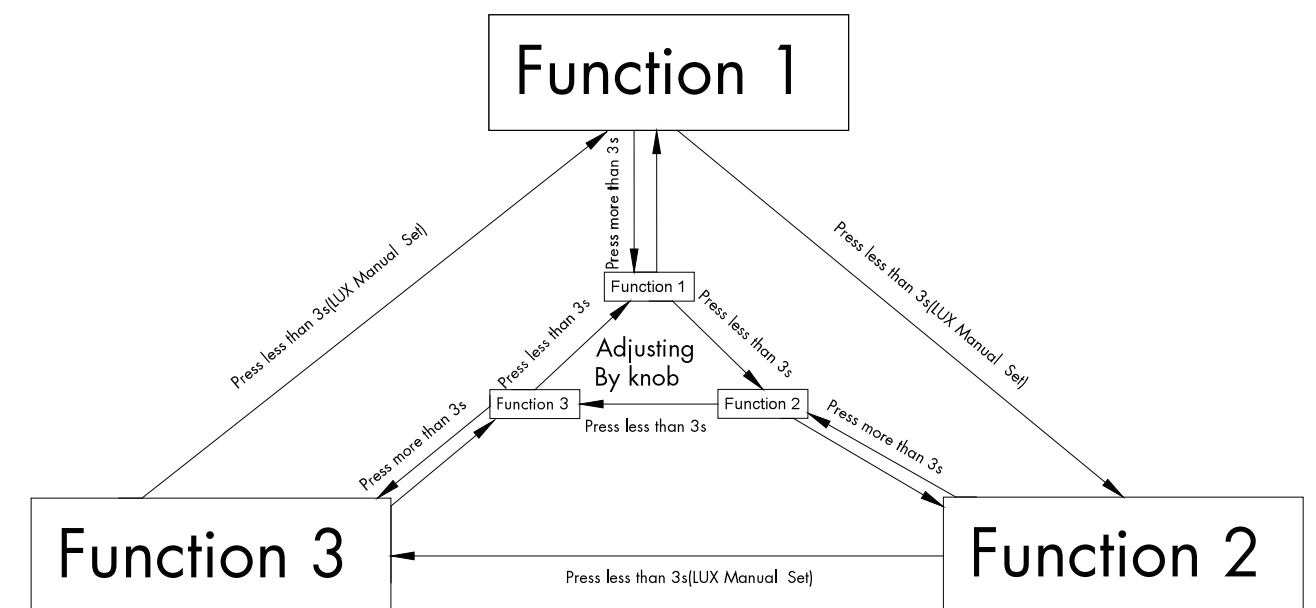 Function 1
Press more than 3s
Press less than 3s(LUX Manual Set)
Press less than 3s(LUX Manual Set)
Function 1
Press less than 3s
Press less than 3s
Adjusting
By knob
Function 3
Function 2
Press less than 3s
Press more than 3s
Press more than 3s
Function 3
Function 2
Press less than 3s(LUX Manual Set)